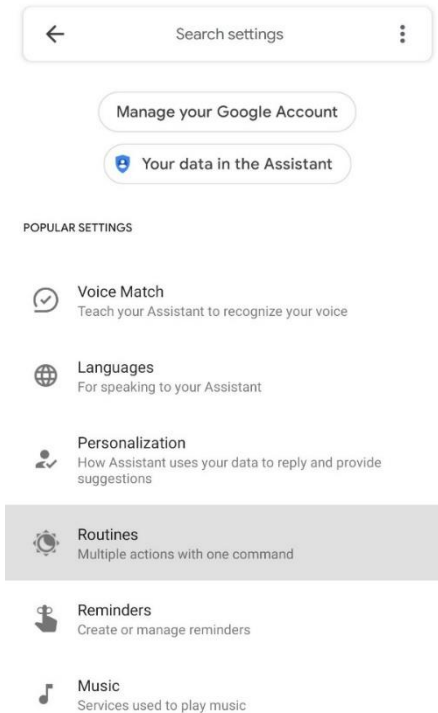 Search settings
Manage your Google Account
Your data in the Assistant
POPULAR SETTINGS
Voice Match
Teach your Assistant to recognize your voice
Languages
For speaking to your Assistant
Personalization
How Assistant uses your data to reply and provide
suggestions
Routines
Multiple actions with one command
Reminders
Create or manage reminders
Music
Services used to play music